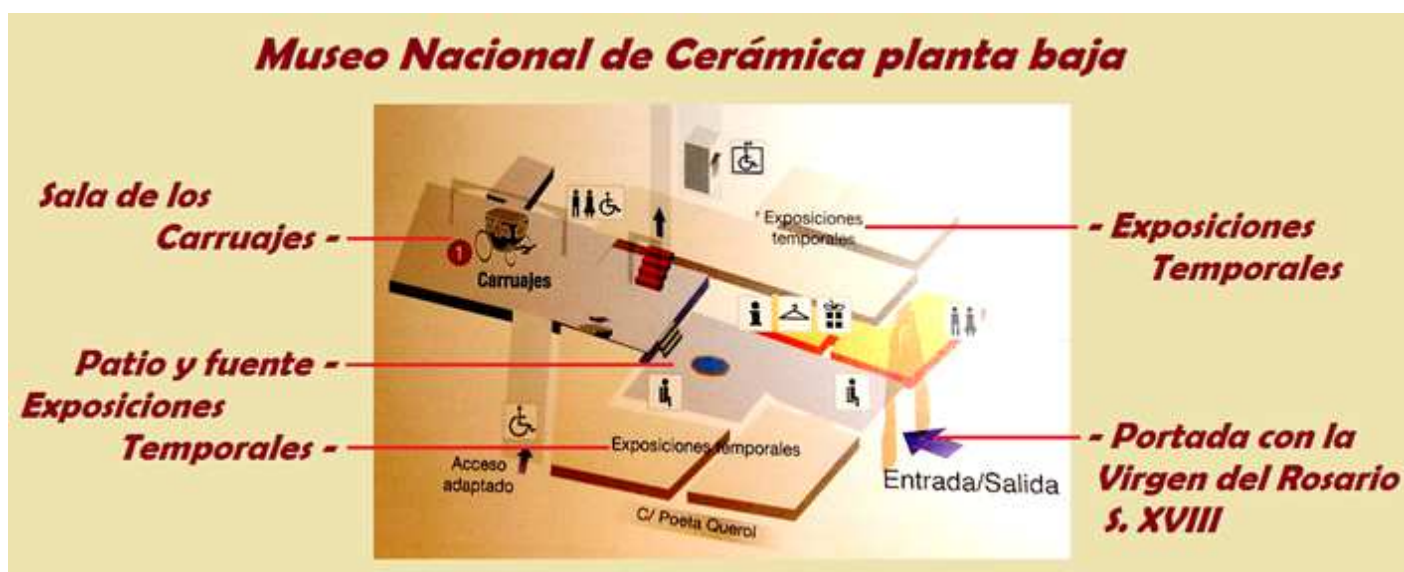 Museo Nacional de Cerámica planta baja
Sala de los
Carruajes -
1
Carruajes
Exposiciones
temporales
- Exposiciones
Temporales
Patio y fuente -
Exposiciones
Temporales -
Exposiciones temporales
Acceso
adaptado
C/ Poeta Querol
Entrada/Salida
- Portada con la
Virgen del Rosario
S. XVIII